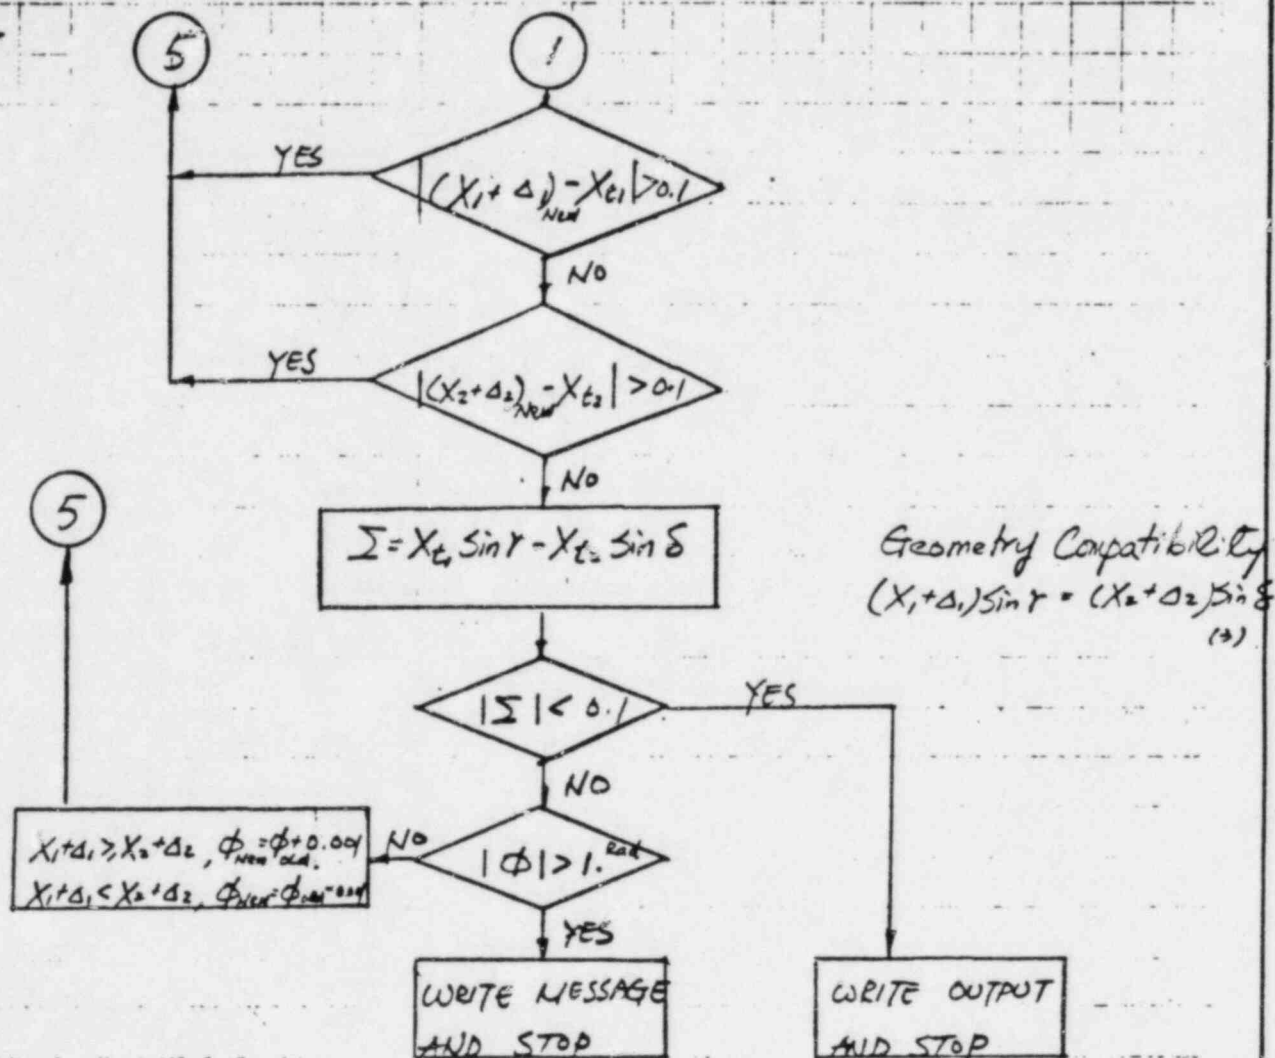 5
1
YES
|(X₁+Δ₁)New-Xt₁|>0.1
NO
YES
|(X₂+Δ₂)New-Xt₂|>0.1
NO
5
Σ=Xt₁ sin γ-Xt₂ sin δ
Geometry Compatibility
(X₁+Δ₁)sin γ = (X₂+Δ₂)sin δ
(3)
|Σ|<0.1
YES
NO
X₁+Δ₁≥X₂+Δ₂, ϕNew=ϕOld+0.001
X₁+Δ₁<X₂+Δ₂, ϕNew=ϕOld-0.001
NO
|ϕ|>1. Rad
YES
WRITE MESSAGE
AND STOP
WRITE OUTPUT
AND STOP